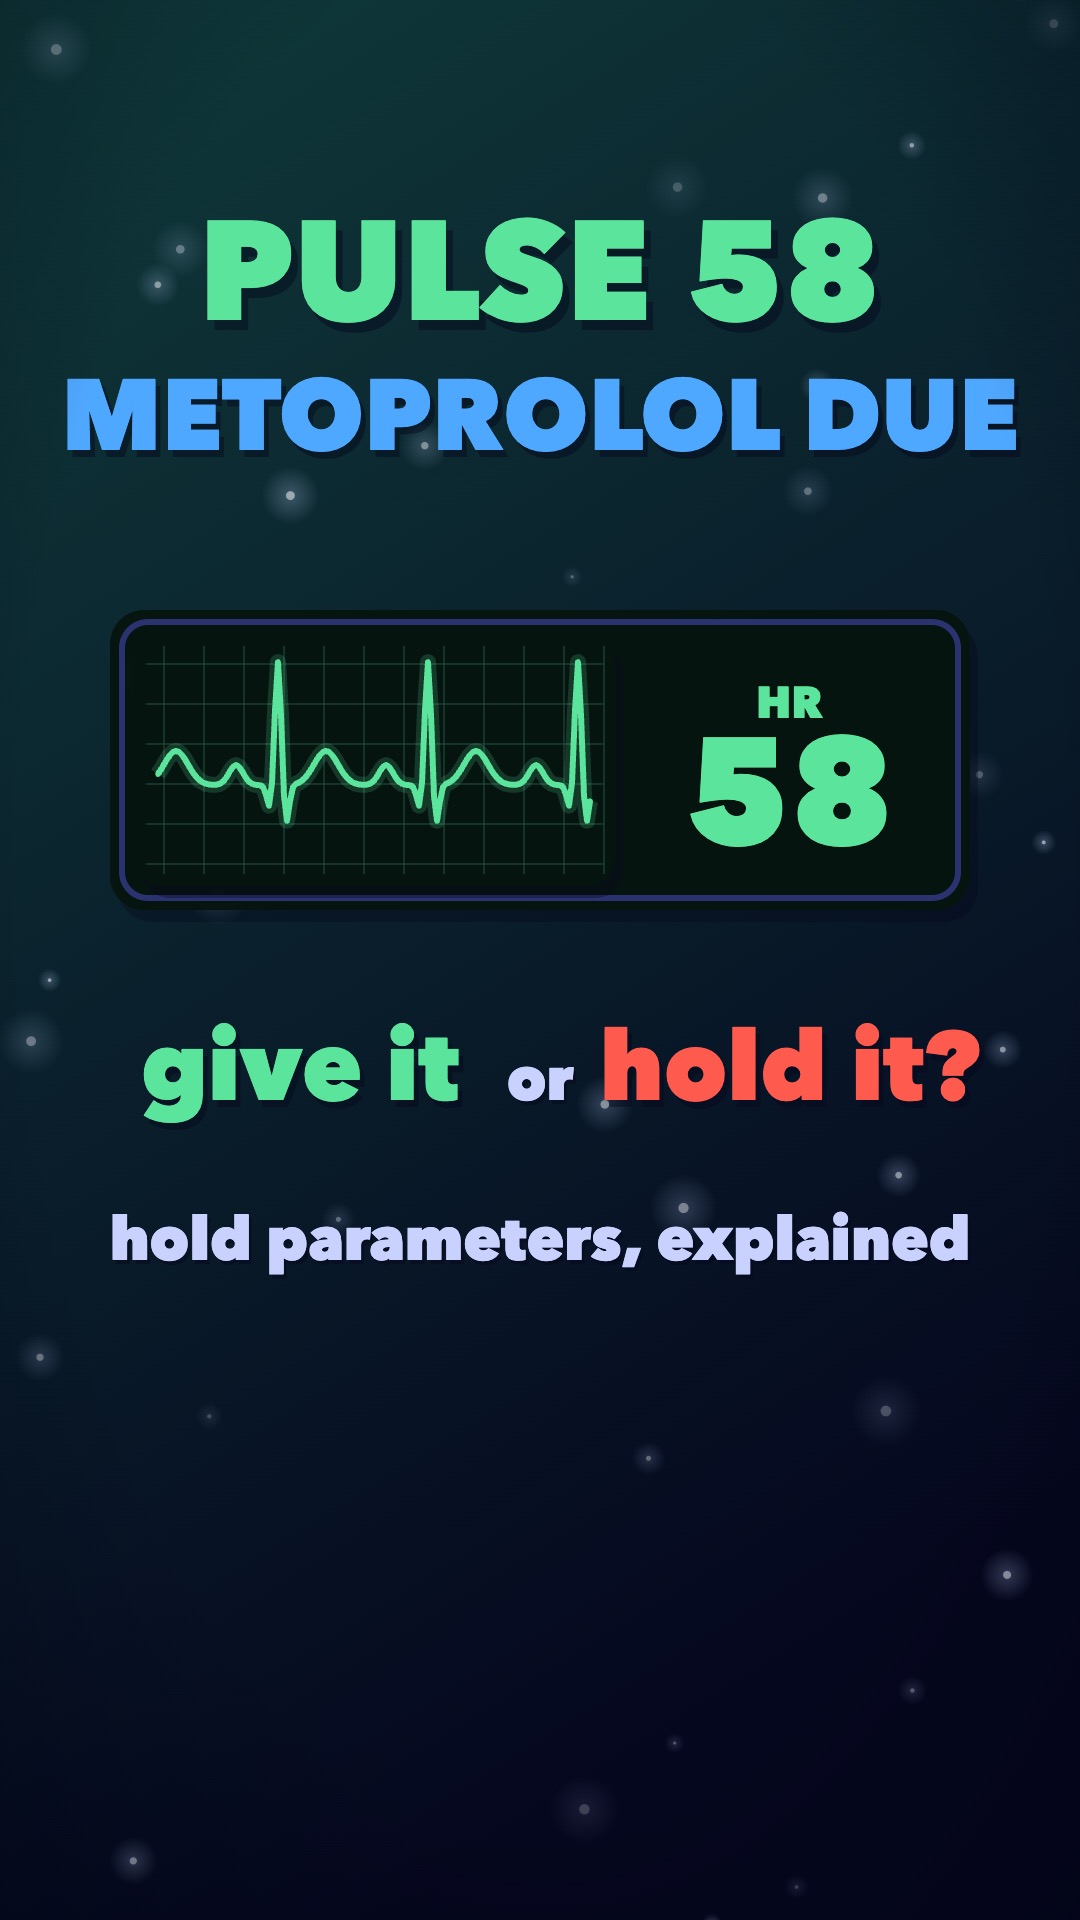 PULSE 58
METOPROLOL DUE
HR
58
give it or hold it?
hold parameters, explained